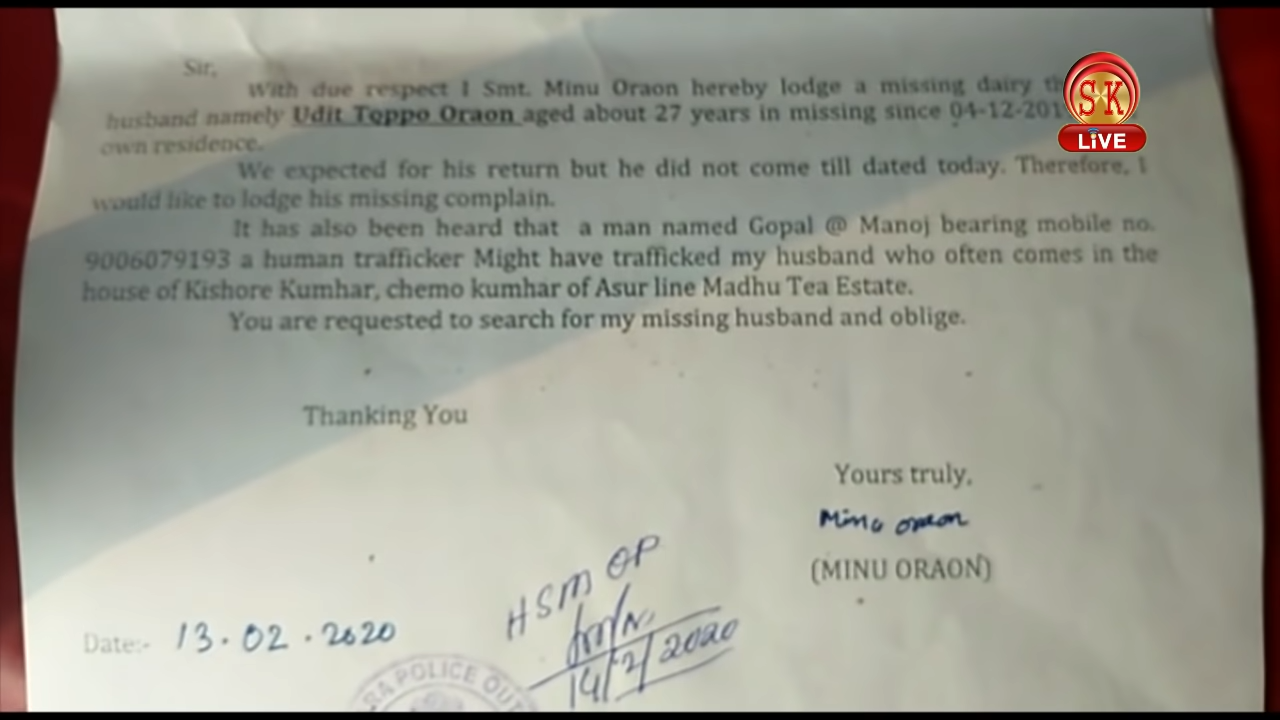 Sir,
With due respect I Smt. Minu Oraon hereby lodge a missing dairy
husband namely Udit Toppo Oraon aged about 27 years in missing since 04-12-201
own residence.
We expected for his return but he did not come till dated today. Therefore, I
would like to lodge his missing complain.
It has also been heard that a man named Gopal @ Manoj bearing mobile no.
9006079193 a human trafficker Might have trafficked my husband who often comes in the
house of Kishore Kumhar, chemo kumhar of Asur line Madhu Tea Estate.
You are requested to search for my missing husband and oblige.
Thanking You
Yours truly,
Minu Oraon
(MINU ORAON)
HSM OP
Date:- 13.02.2020
14/2/2020
RA POLICE OUT
SK
LIVE